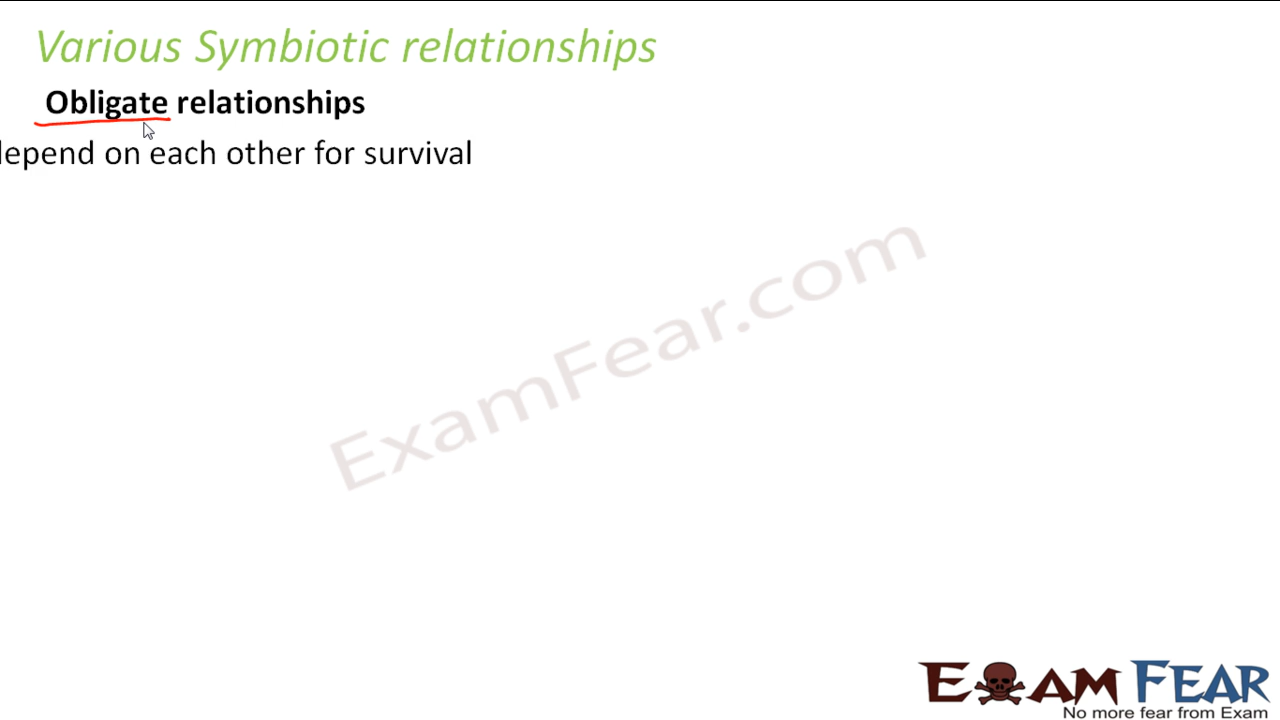 Various Symbiotic relationships
Obligate relationships
depend on each other for survival
ExamFear.com
EXAM FEAR
No more fear from Exam